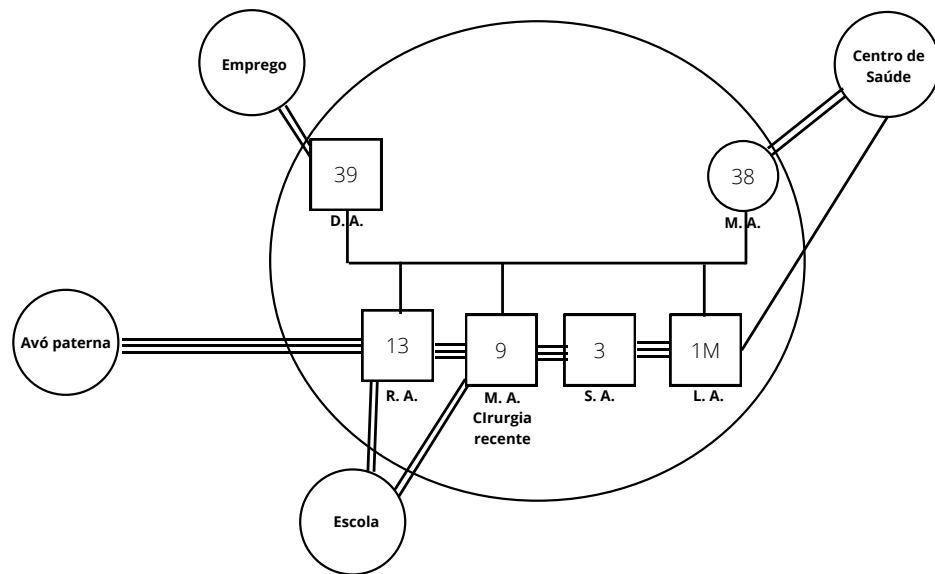 Emprego
Centro de
Saúde
39
38
D. A.
M. A.
Avó paterna
13
9
3
1M
R. A.
M. A.
CIrurgia
recente
S. A.
L. A.
Escola